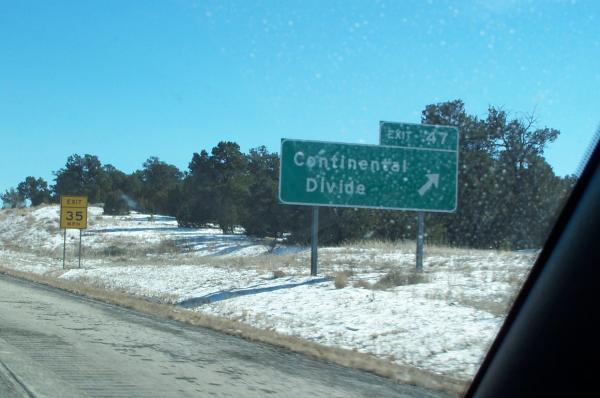 EXIT
35
MPH
EXIT 47
Continental
Divide